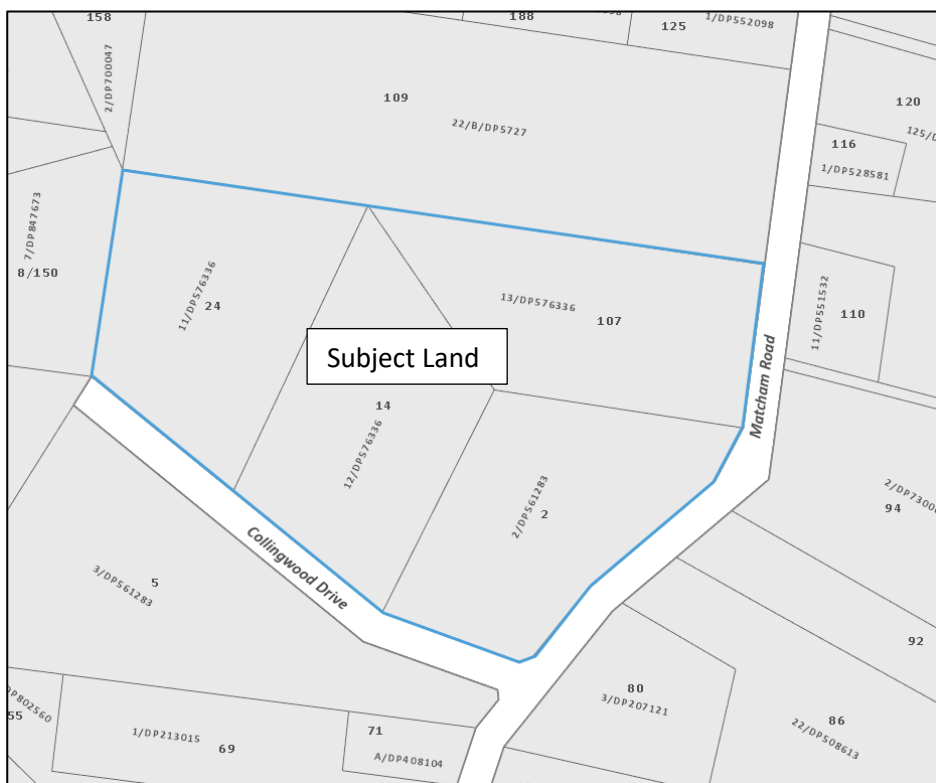 158
188
125
1/DP552098
2/DP700047
109
22/B/DP5727
120
125/D
116
1/DP528581
7/DP847673
8/150
11/DP576336
24
13/DP576336
107
11/DP551532
110
Subject Land
Matcham Road
14
12/DP576336
2/DP561283
2
2/DP7300
94
Collingwood Drive
5
3/DP561283
92
80
3/DP207121
86
22/DP508613
DP802560
55
1/DP213015
69
71
A/DP408104